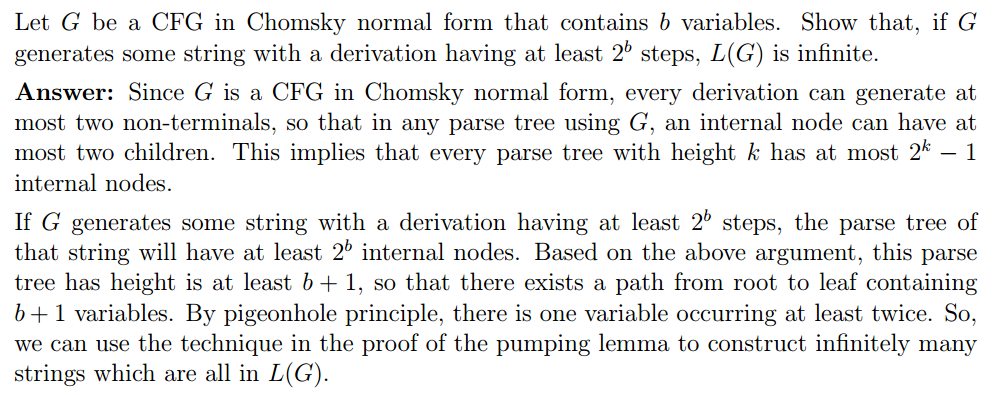 Let G be a CFG in Chomsky normal form that contains b variables. Show that, if G
generates some string with a derivation having at least 2^b steps, L(G) is infinite.
Answer: Since G is a CFG in Chomsky normal form, every derivation can generate at
most two non-terminals, so that in any parse tree using G, an internal node can have at
most two children. This implies that every parse tree with height k has at most 2^k − 1
internal nodes.
If G generates some string with a derivation having at least 2^b steps, the parse tree of
that string will have at least 2^b internal nodes. Based on the above argument, this parse
tree has height is at least b + 1, so that there exists a path from root to leaf containing
b + 1 variables. By pigeonhole principle, there is one variable occurring at least twice. So,
we can use the technique in the proof of the pumping lemma to construct infinitely many
strings which are all in L(G).